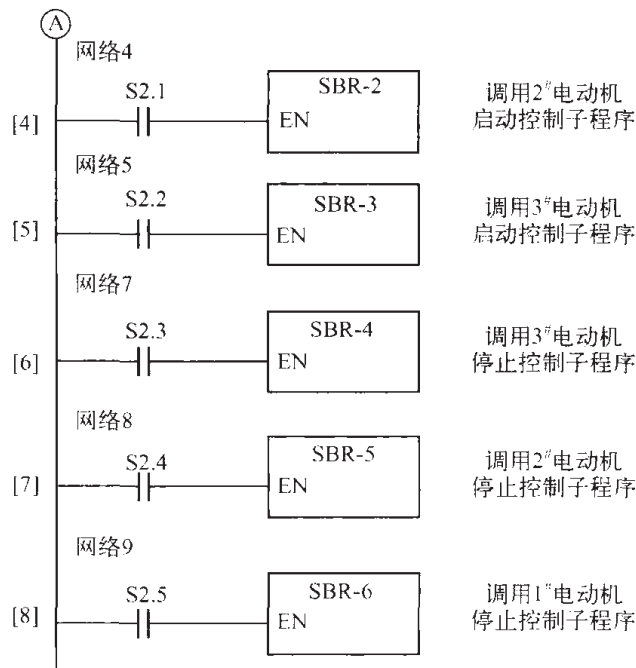 A
网络4
S2.1
SBR-2
EN
[4]
调用2#电动机
启动控制子程序
网络5
S2.2
SBR-3
EN
[5]
调用3#电动机
启动控制子程序
网络7
S2.3
SBR-4
EN
[6]
调用3#电动机
停止控制子程序
网络8
S2.4
SBR-5
EN
[7]
调用2#电动机
停止控制子程序
网络9
S2.5
SBR-6
EN
[8]
调用1#电动机
停止控制子程序